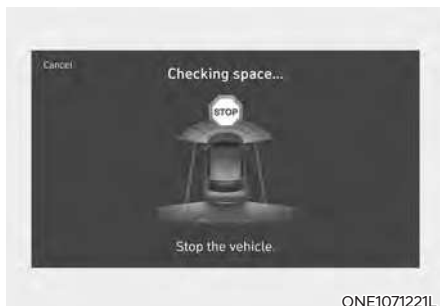 Cancel
Checking space...
STOP
Stop the vehicle.
ONE1071221L